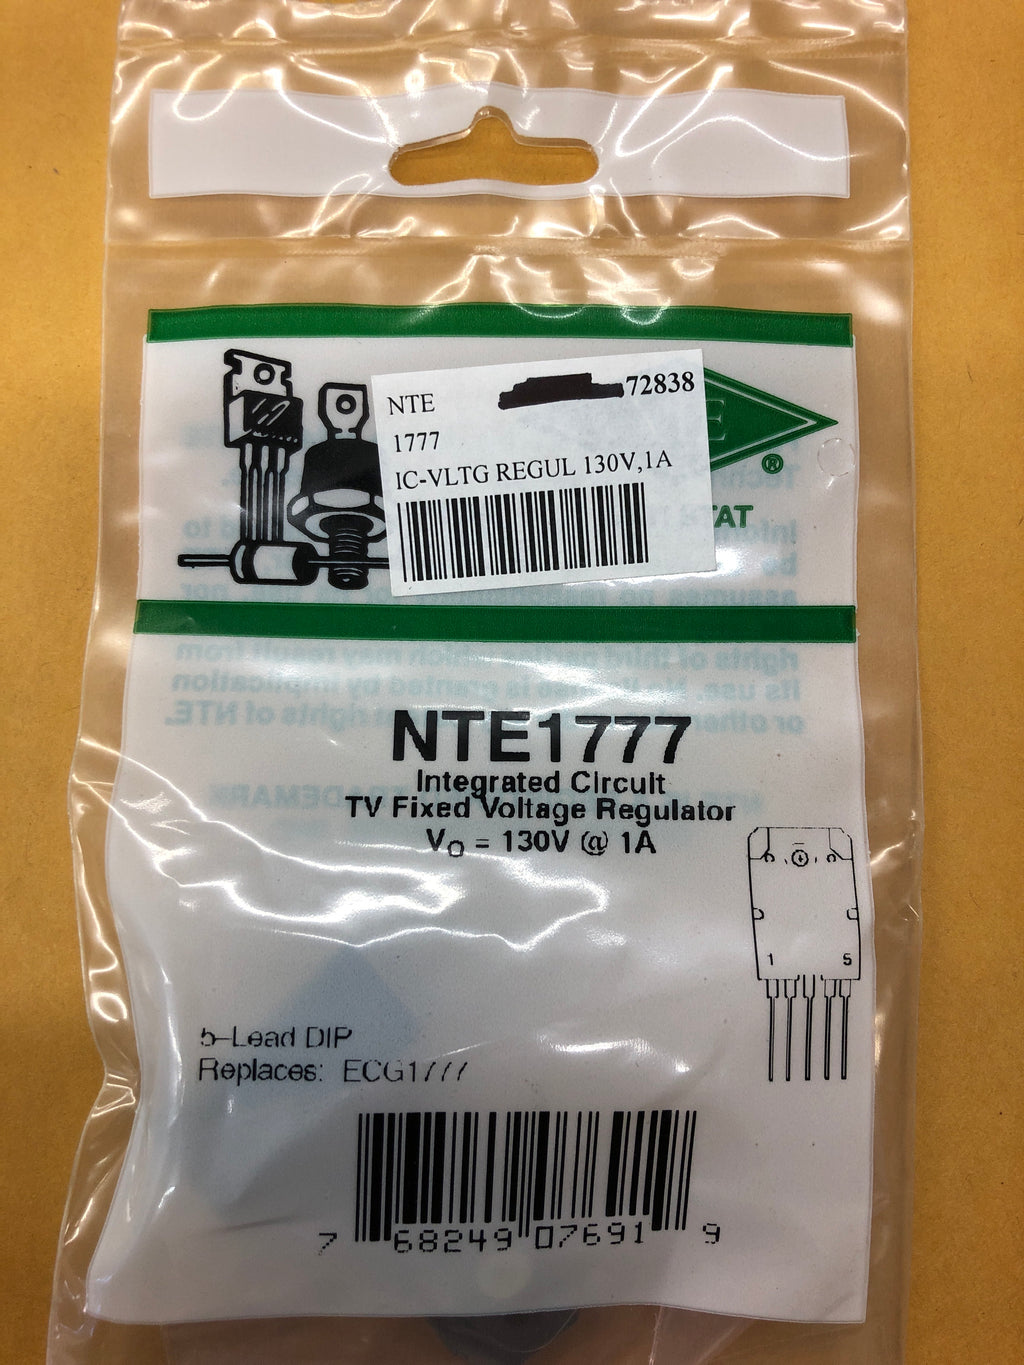 NTE 72838
1777
IC-VLTG REGUL 130V,1A
E
®
TAT
NTE1777
Integrated Circuit
TV Fixed Voltage Regulator
VO = 130V @ 1A
1 5
5-Lead DIP
Replaces: ECG1777
7 68249 07691 9